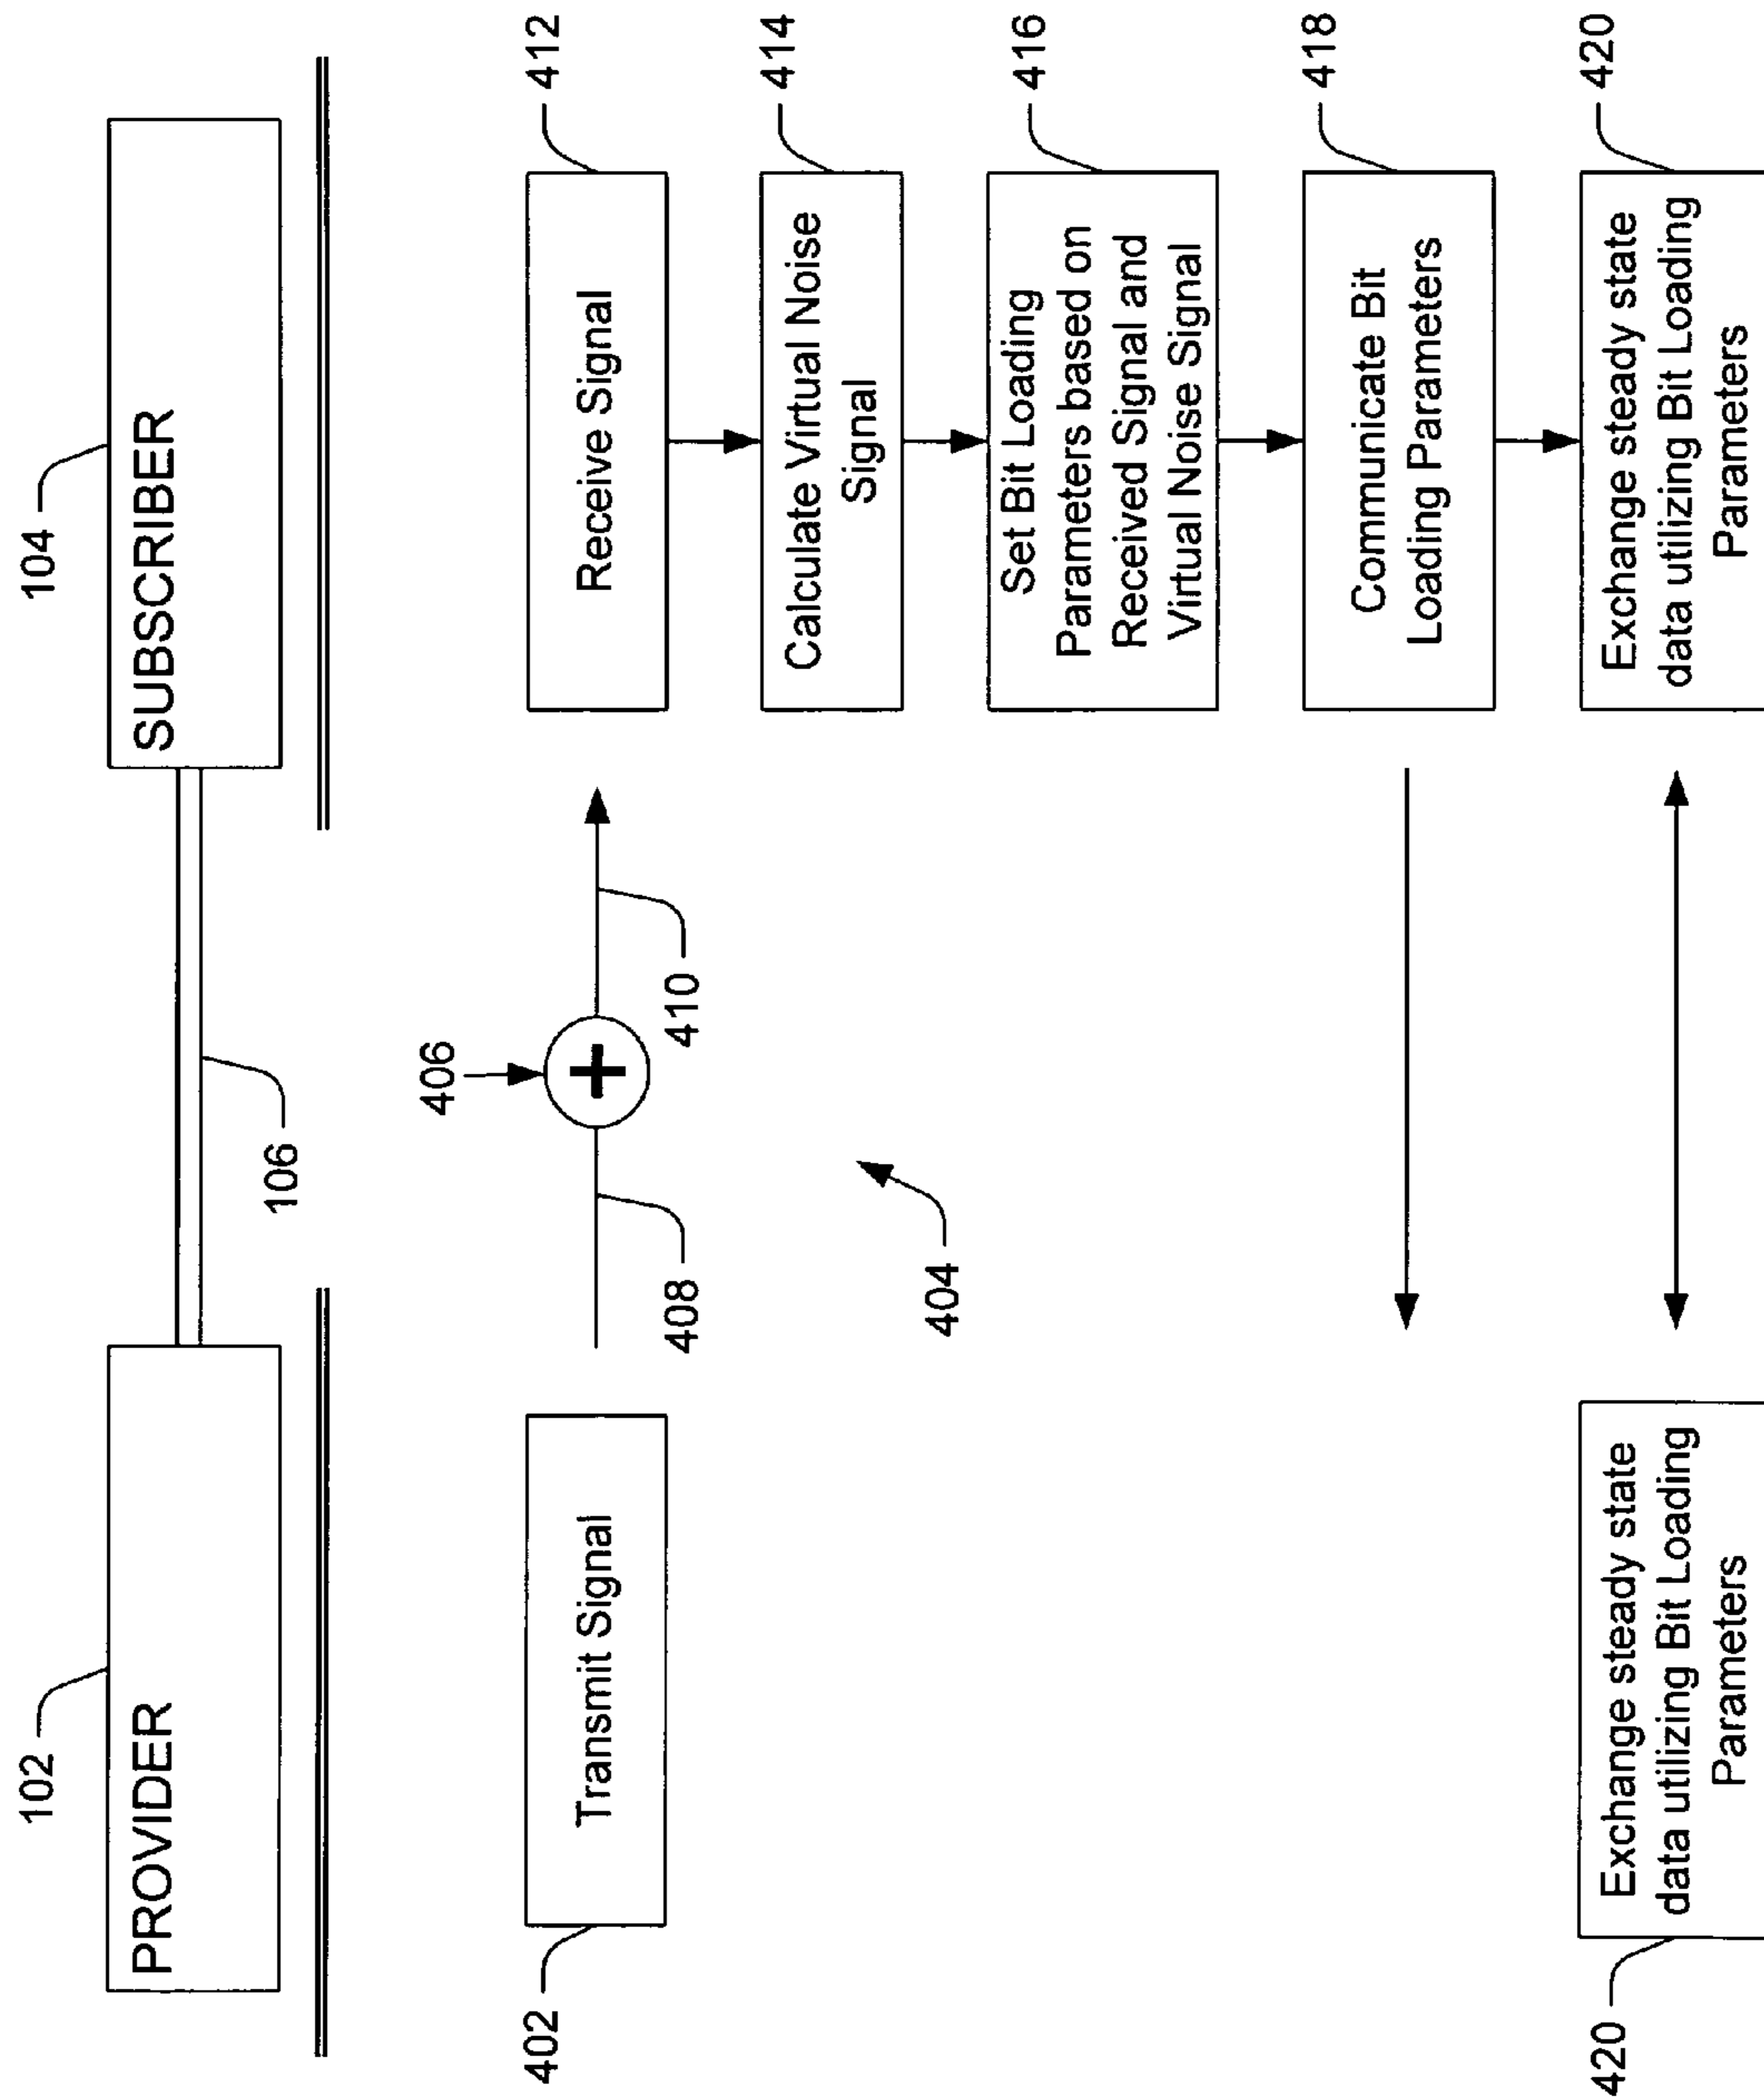 102
PROVIDER
104
SUBSCRIBER
106
402
Transmit Signal
406
+
408
410
404
412
Receive Signal
414
Calculate Virtual Noise
Signal
416
Set Bit Loading
Parameters based on
Received Signal and
Virtual Noise Signal
418
Communicate Bit
Loading Parameters
420
Exchange steady state
data utilizing Bit Loading
Parameters
420
Exchange steady state
data utilizing Bit Loading
Parameters